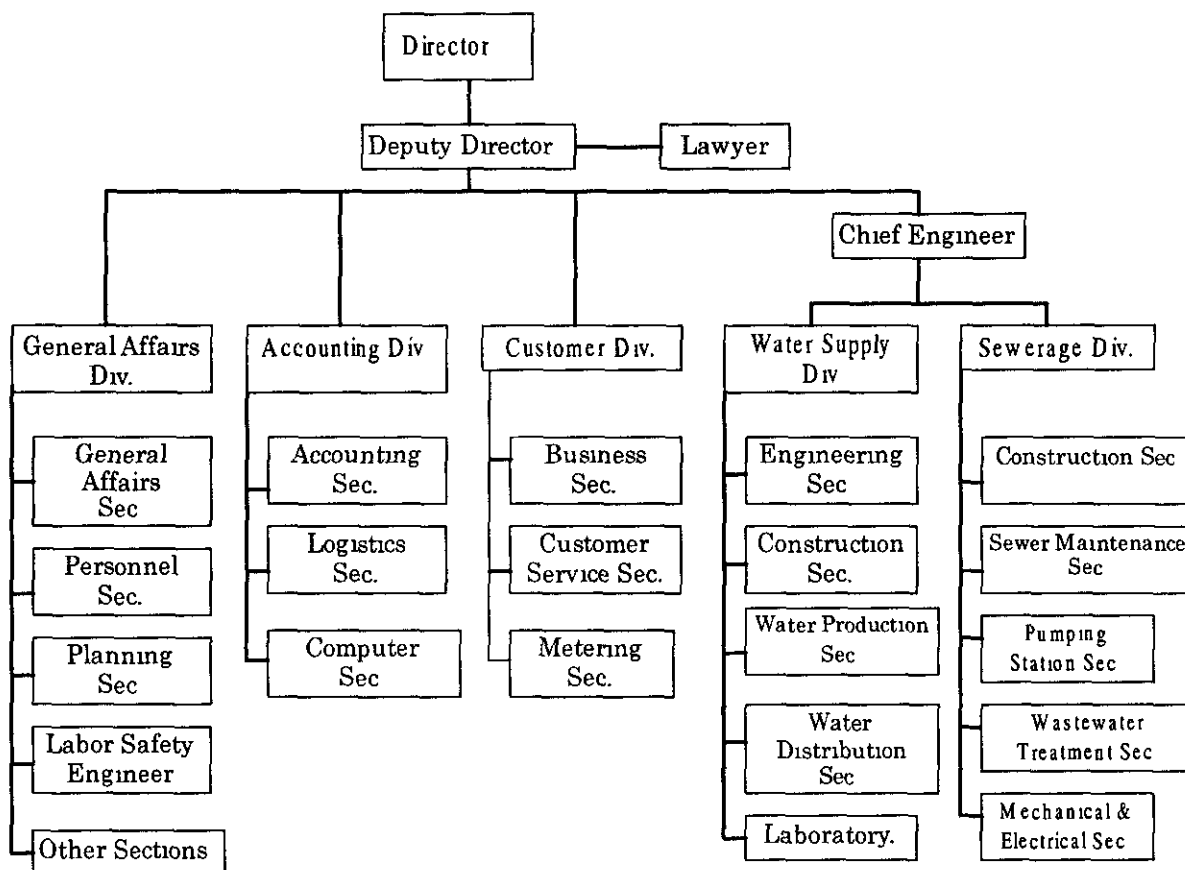 Director
Deputy Director
Lawyer
Chief Engineer
General Affairs
Div.
Accounting Div
Customer Div.
Water Supply
Div
Sewerage Div.
General
Affairs
Sec
Personnel
Sec.
Planning
Sec
Labor Safety
Engineer
Other Sections
Accounting
Sec.
Logistics
Sec.
Computer
Sec
Business
Sec.
Customer
Service Sec.
Metering
Sec.
Engineering
Sec
Construction
Sec.
Water Production
Sec
Water
Distribution
Sec
Laboratory.
Construction Sec
Sewer Maintenance
Sec
Pumping
Station Sec
Wastewater
Treatment Sec
Mechanical &
Electrical Sec